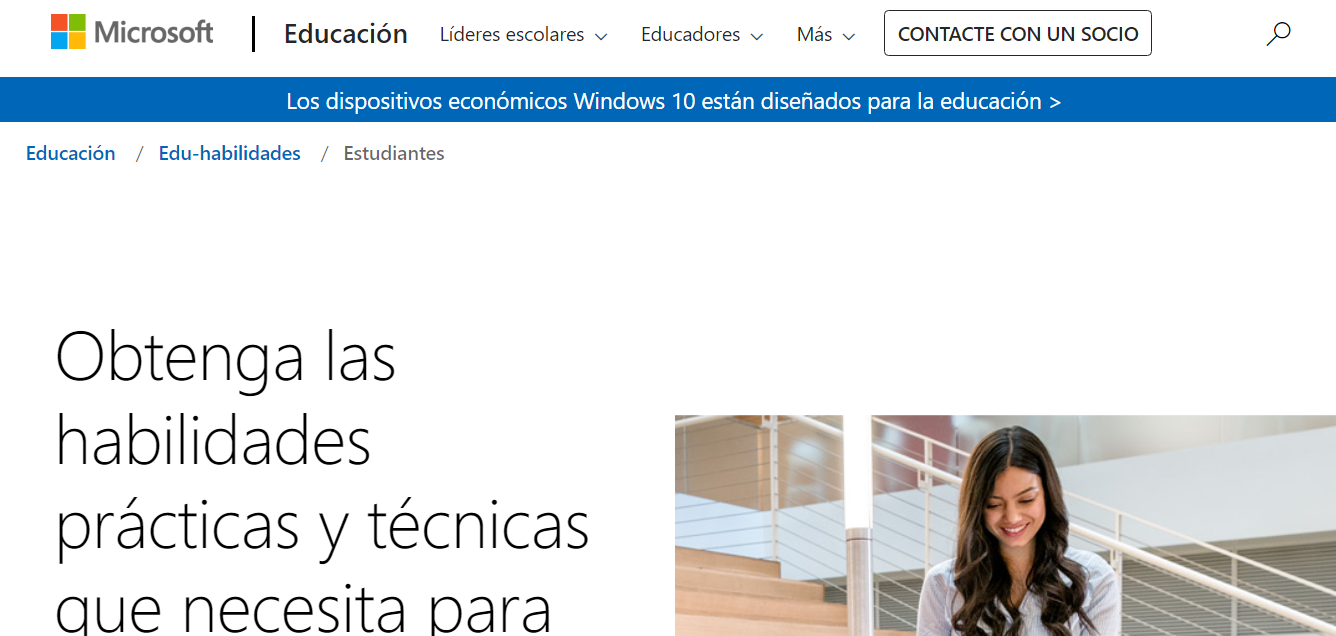 Microsoft Educación Líderes escolares Educadores Más CONTACTE CON UN SOCIO
Los dispositivos económicos Windows 10 están diseñados para la educación >
Educación / Edu-habilidades / Estudiantes
Obtenga las
habilidades
prácticas y técnicas
que necesita para